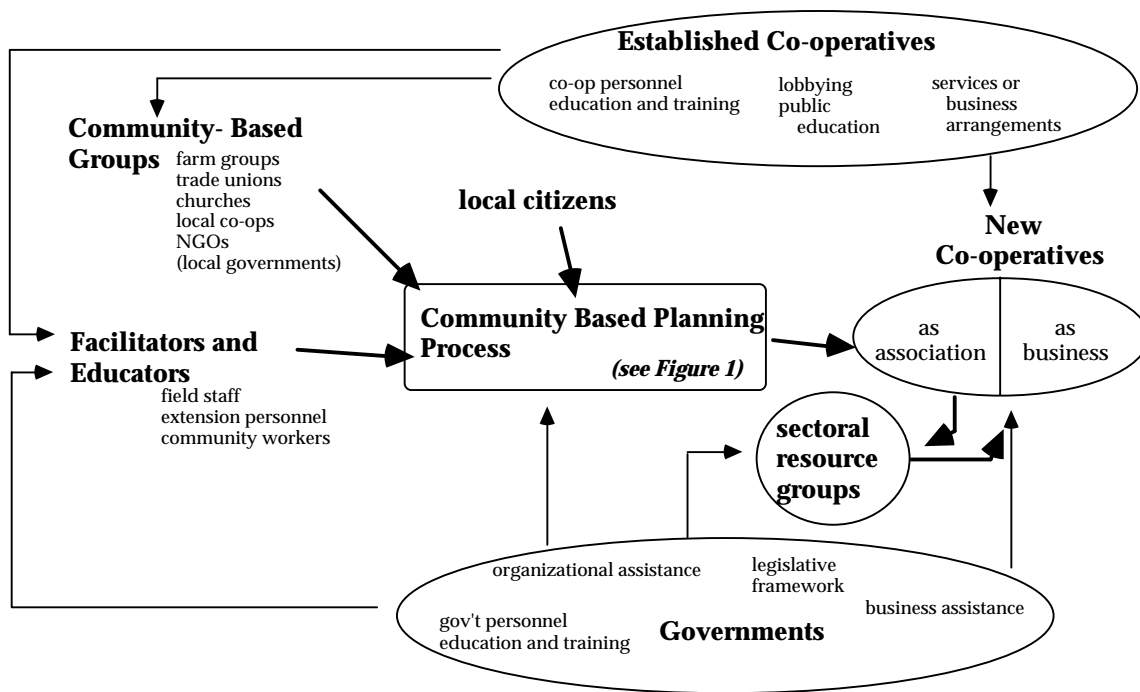 Established Co-operatives
co-op personnel
education and training
lobbying
public
education
services or
business
arrangements
Community- Based
Groups
farm groups
trade unions
churches
local co-ops
NGOs
(local governments)
local citizens
New
Co-operatives
Community Based Planning
Process
(see Figure 1)
as
association
as
business
Facilitators and
Educators
field staff
extension personnel
community workers
sectoral
resource
groups
organizational assistance
legislative
framework
business assistance
gov't personnel
education and training
Governments